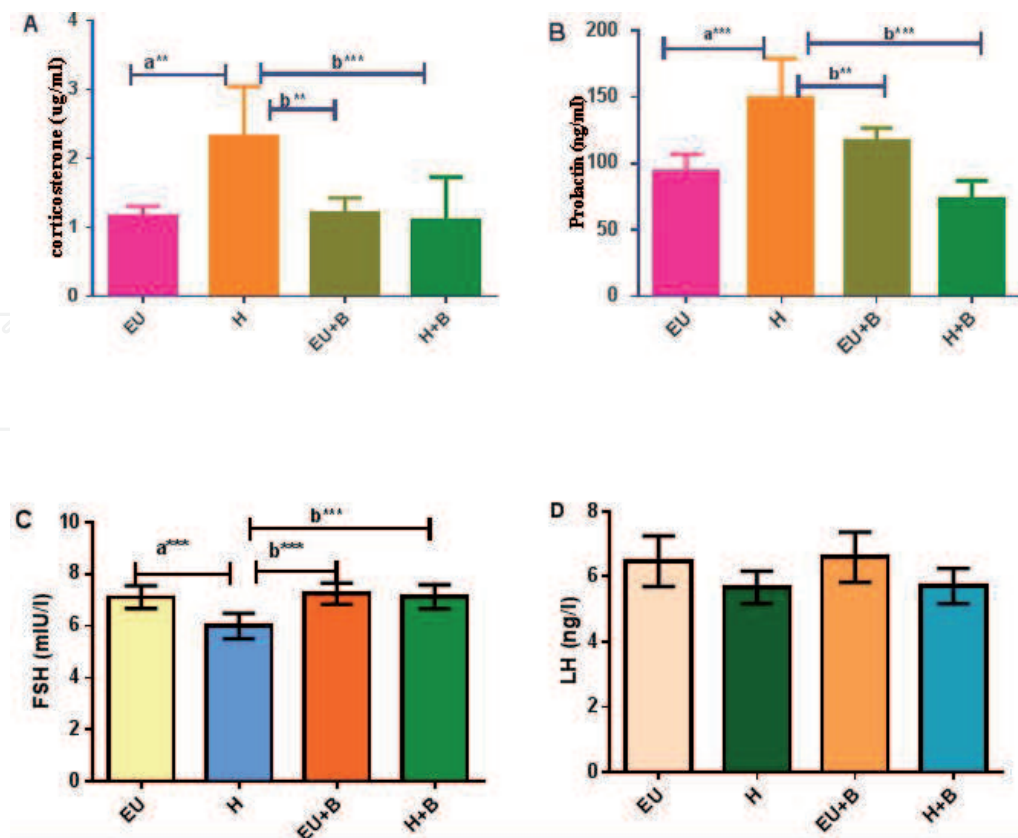 A
corticosterone (ug/ml)
4
3
2
1
0
a**
b***
b**
EU
H
EU+B
H+B
B
Prolactin (ng/ml)
200
150
100
50
0
a***
b***
b**
EU
H
EU+B
H+B
C
FSH (mIU/l)
10
8
6
4
2
0
a***
b***
b***
EU
H
EU+B
H+B
D
LH (ng/l)
8
6
4
2
0
EU
H
EU+B
H+B